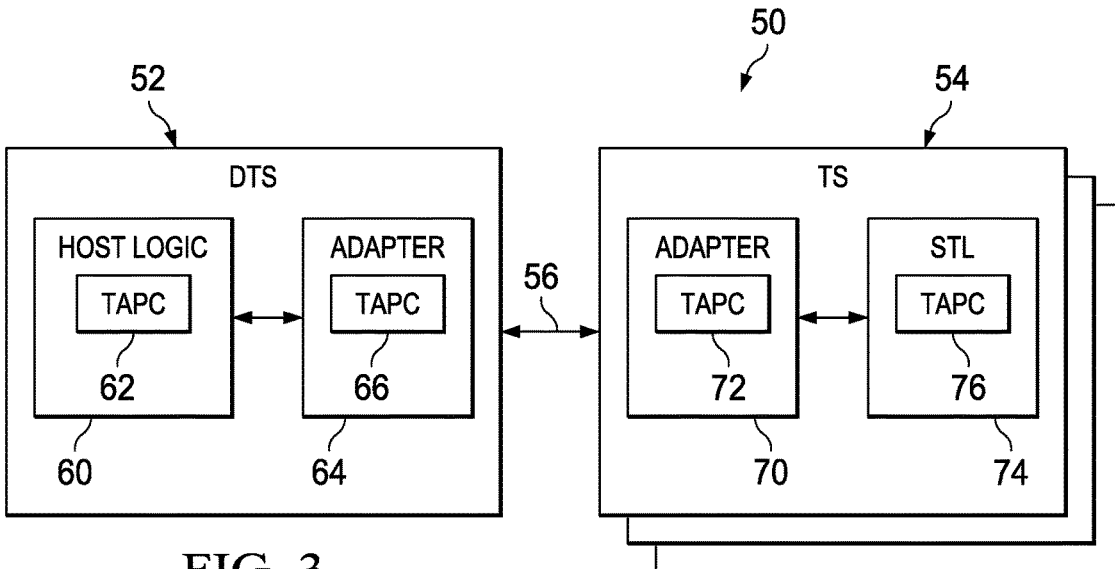 50
52
54
DTS
TS
HOST LOGIC
ADAPTER
ADAPTER
STL
56
TAPC
TAPC
TAPC
TAPC
62
66
72
76
60
64
70
74
FIG. 3